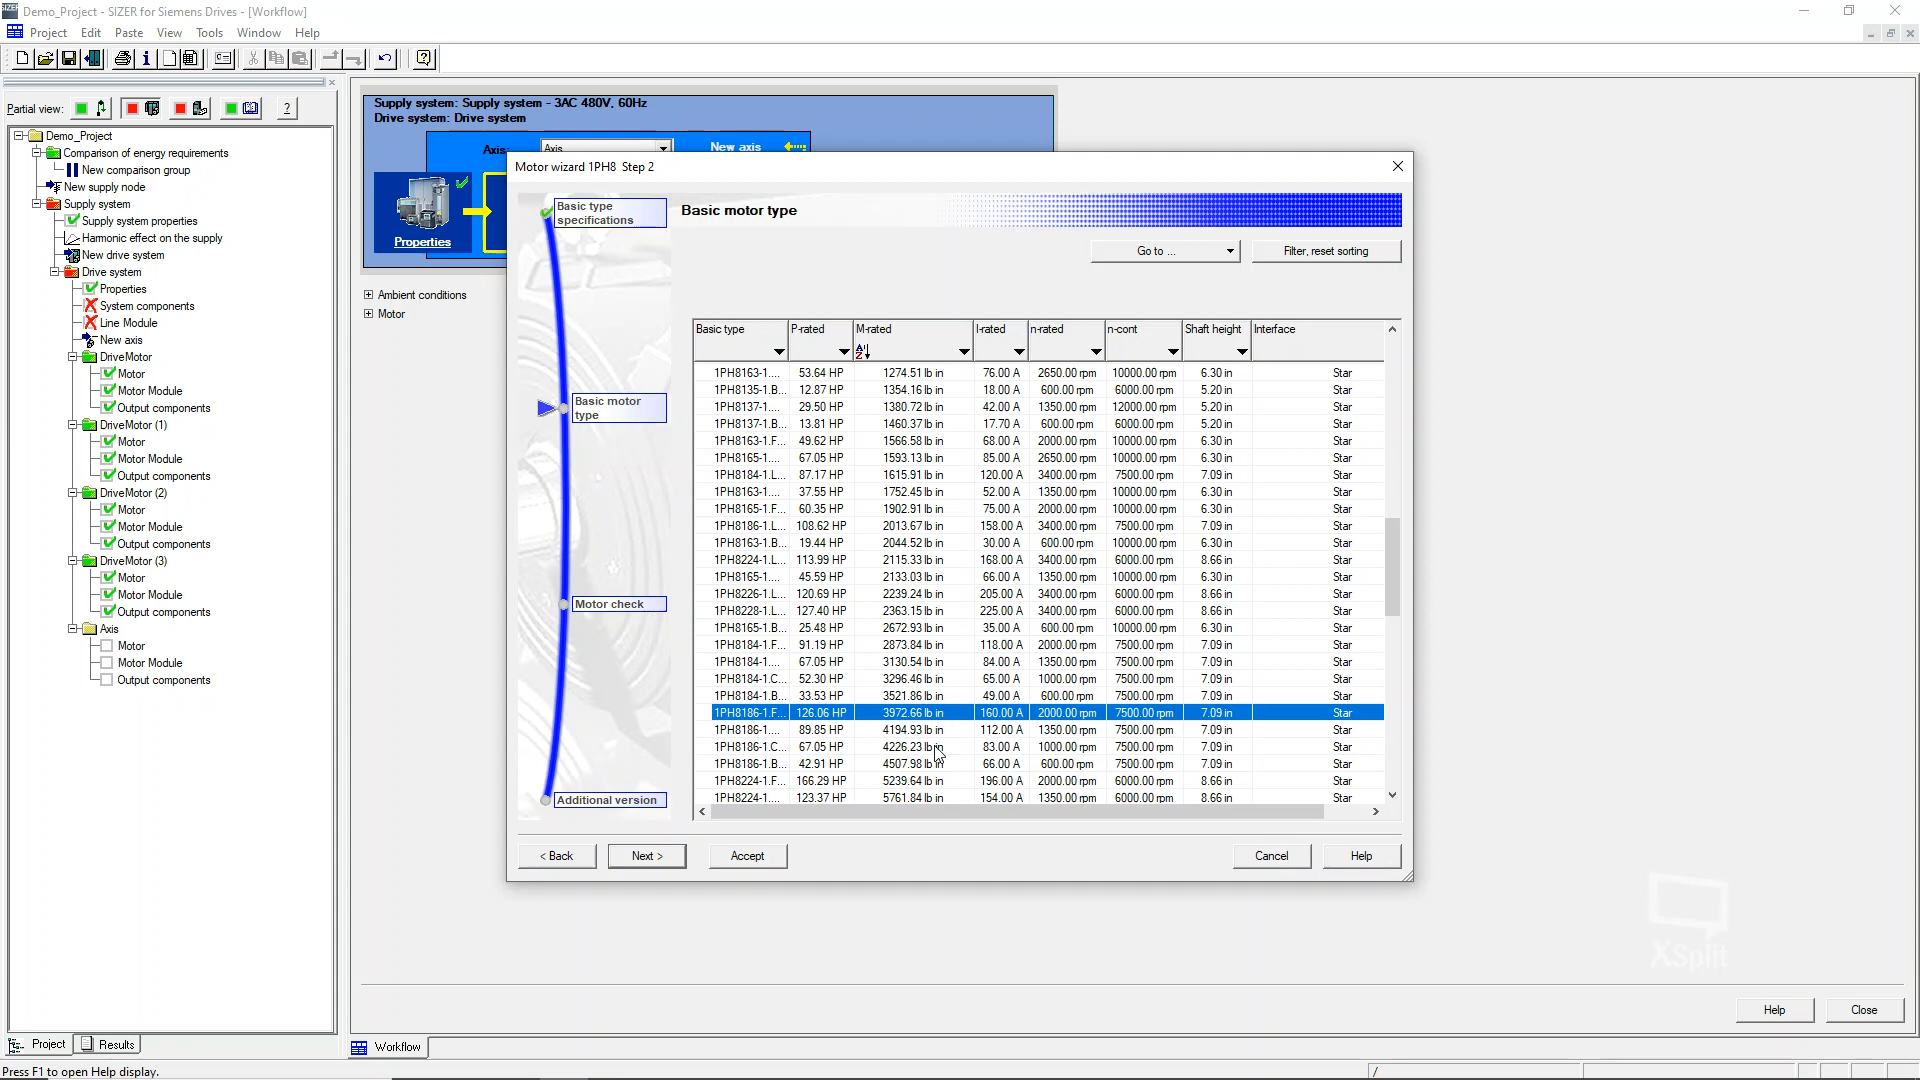 Demo_Project - SIZER for Siemens Drives - [Workflow]
Project Edit Paste View Tools Window Help
Partial view:
?
Demo_Project
Comparison of energy requirements
New comparison group
New supply node
Supply system
Supply system properties
Harmonic effect on the supply
New drive system
Drive system
Properties
System components
Line Module
New axis
DriveMotor
Motor
Motor Module
Output components
DriveMotor (1)
Motor
Motor Module
Output components
DriveMotor (2)
Motor
Motor Module
Output components
DriveMotor (3)
Motor
Motor Module
Output components
Axis
Motor
Motor Module
Output components
Project Results
Supply system: Supply system - 3AC 480V, 60Hz
Drive system: Drive system
Axis: Axis New axis
Properties
Ambient conditions
Motor
Motor wizard 1PH8 Step 2
Basic type
specifications
Basic motor
type
Motor check
Additional version
Basic motor type
Go to ... Filter, reset sorting
Basic type P-rated M-rated I-rated n-rated n-cont Shaft height Interface
1PH8163-1.... 53.64 HP 1274.51 lb in 76.00 A 2650.00 rpm 10000.00 rpm 6.30 in Star
1PH8135-1.B... 12.87 HP 1354.16 lb in 18.00 A 600.00 rpm 6000.00 rpm 5.20 in Star
1PH8137-1.... 29.50 HP 1380.72 lb in 42.00 A 1350.00 rpm 12000.00 rpm 5.20 in Star
1PH8137-1.B... 13.81 HP 1460.37 lb in 17.70 A 600.00 rpm 6000.00 rpm 5.20 in Star
1PH8163-1.F... 49.62 HP 1566.58 lb in 68.00 A 2000.00 rpm 10000.00 rpm 6.30 in Star
1PH8165-1.... 67.05 HP 1593.13 lb in 85.00 A 2650.00 rpm 10000.00 rpm 6.30 in Star
1PH8184-1.L... 87.17 HP 1615.91 lb in 120.00 A 3400.00 rpm 7500.00 rpm 7.09 in Star
1PH8163-1.... 37.55 HP 1752.45 lb in 52.00 A 1350.00 rpm 10000.00 rpm 6.30 in Star
1PH8165-1.F... 60.35 HP 1902.91 lb in 75.00 A 2000.00 rpm 10000.00 rpm 6.30 in Star
1PH8186-1.L... 108.62 HP 2013.67 lb in 158.00 A 3400.00 rpm 7500.00 rpm 7.09 in Star
1PH8163-1.B... 19.44 HP 2044.52 lb in 30.00 A 600.00 rpm 10000.00 rpm 6.30 in Star
1PH8224-1.L... 113.99 HP 2115.33 lb in 168.00 A 3400.00 rpm 6000.00 rpm 8.66 in Star
1PH8165-1.... 45.59 HP 2133.03 lb in 66.00 A 1350.00 rpm 10000.00 rpm 6.30 in Star
1PH8226-1.L... 120.69 HP 2239.24 lb in 205.00 A 3400.00 rpm 6000.00 rpm 8.66 in Star
1PH8228-1.L... 127.40 HP 2363.15 lb in 225.00 A 3400.00 rpm 6000.00 rpm 8.66 in Star
1PH8165-1.B... 25.48 HP 2672.93 lb in 35.00 A 600.00 rpm 10000.00 rpm 6.30 in Star
1PH8184-1.F... 91.19 HP 2873.84 lb in 118.00 A 2000.00 rpm 7500.00 rpm 7.09 in Star
1PH8184-1.... 67.05 HP 3130.54 lb in 84.00 A 1350.00 rpm 7500.00 rpm 7.09 in Star
1PH8184-1.C... 52.30 HP 3296.46 lb in 65.00 A 1000.00 rpm 7500.00 rpm 7.09 in Star
1PH8184-1.B... 33.53 HP 3521.86 lb in 49.00 A 600.00 rpm 7500.00 rpm 7.09 in Star
1PH8186-1.F... 126.06 HP 3972.66 lb in 160.00 A 2000.00 rpm 7500.00 rpm 7.09 in Star
1PH8186-1.... 89.85 HP 4194.93 lb in 112.00 A 1350.00 rpm 7500.00 rpm 7.09 in Star
1PH8186-1.C... 67.05 HP 4226.23 lb in 83.00 A 1000.00 rpm 7500.00 rpm 7.09 in Star
1PH8186-1.B... 42.91 HP 4507.98 lb in 66.00 A 600.00 rpm 7500.00 rpm 7.09 in Star
1PH8224-1.F... 166.29 HP 5239.64 lb in 196.00 A 2000.00 rpm 6000.00 rpm 8.66 in Star
1PH8224-1.... 123.37 HP 5761.84 lb in 154.00 A 1350.00 rpm 6000.00 rpm 8.66 in Star
< Back Next > Accept Cancel Help
XSplit
Help Close
Workflow
Press F1 to open Help display.
/